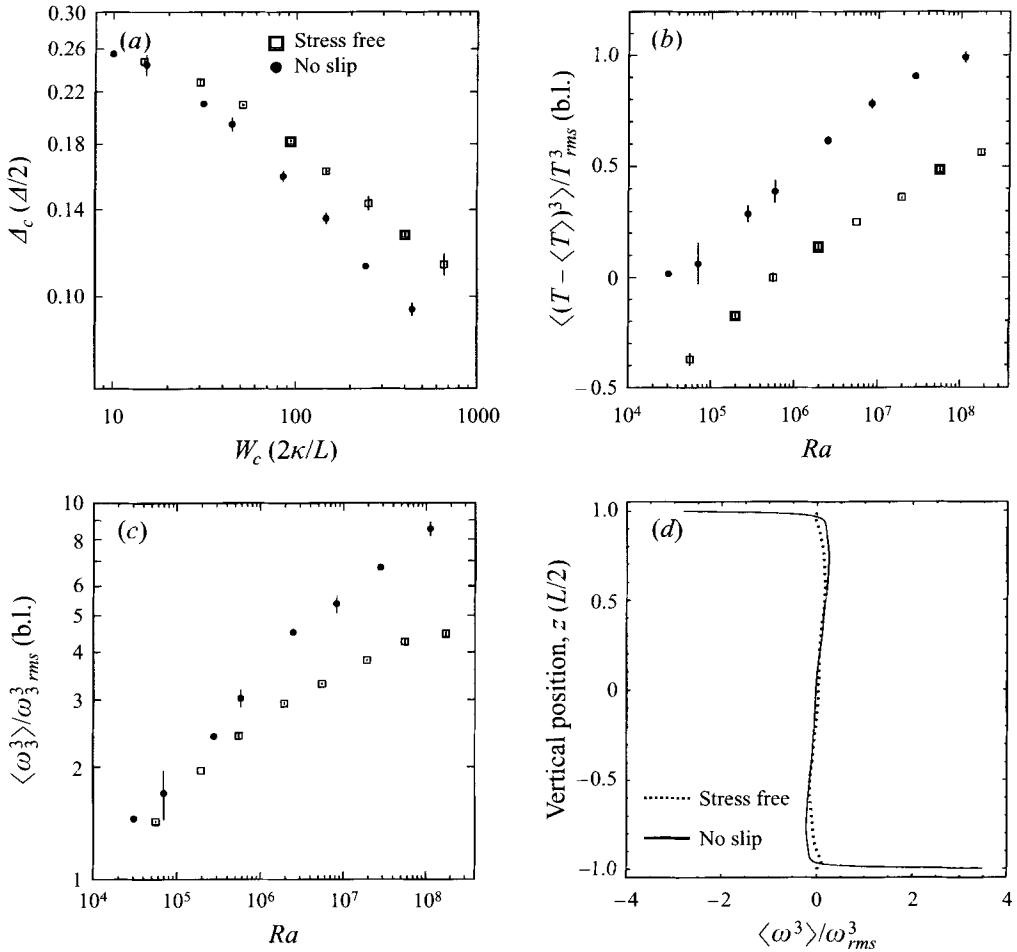 (a)
Stress free
No slip
0.30
0.26
0.22
0.18
0.14
0.10
Δc (Δ/2)
10
100
1000
Wc (2κ/L)
(b)
1.0
0.5
0
−0.5
⟨(T − ⟨T⟩)³⟩/T³rms (b.l.)
10⁴
10⁵
10⁶
10⁷
10⁸
Ra
(c)
10
8
6
5
4
3
2
1
⟨ω₃³⟩/ω₃³rms (b.l.)
10⁴
10⁵
10⁶
10⁷
10⁸
Ra
(d)
1.0
0.5
0
−0.5
−1.0
Vertical position, z (L/2)
Stress free
No slip
−4
−2
0
2
4
⟨ω³⟩/ω³rms